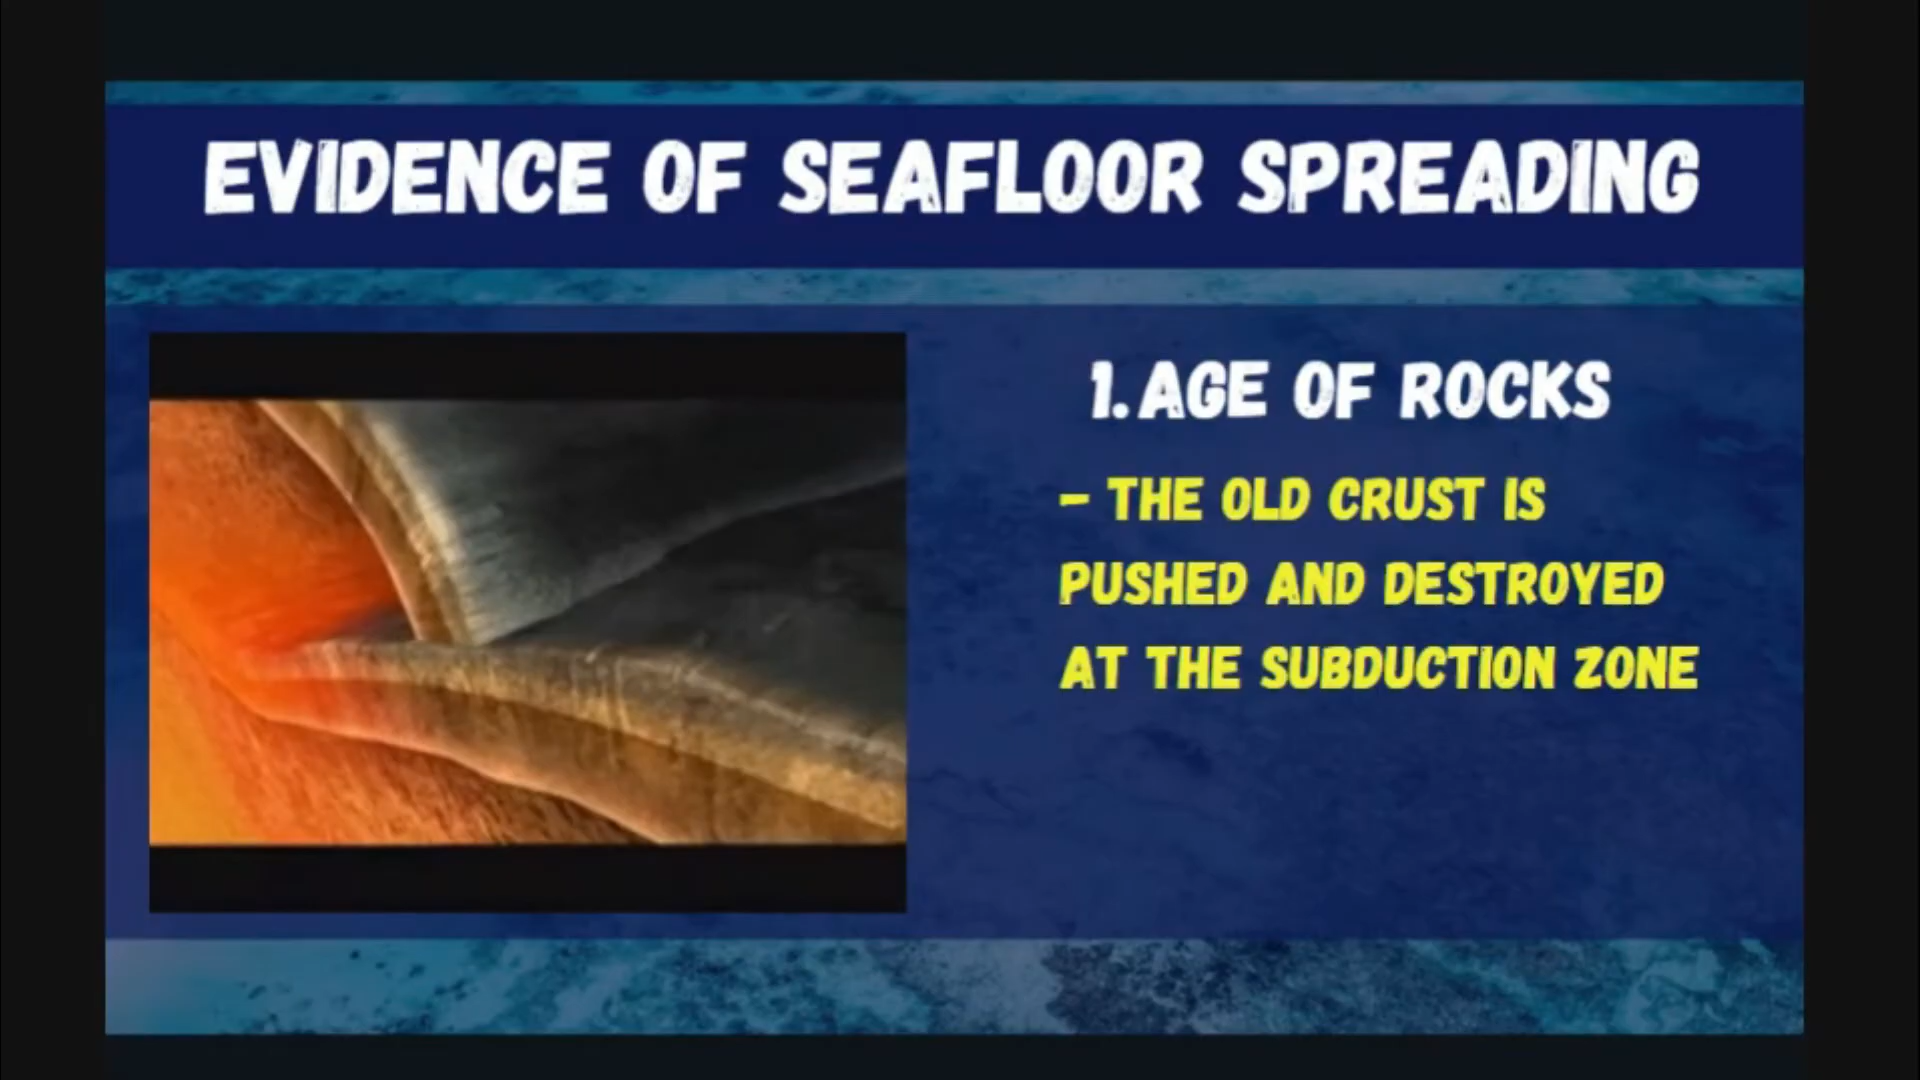 EVIDENCE OF SEAFLOOR SPREADING
1. AGE OF ROCKS
- THE OLD CRUST IS
PUSHED AND DESTROYED
AT THE SUBDUCTION ZONE